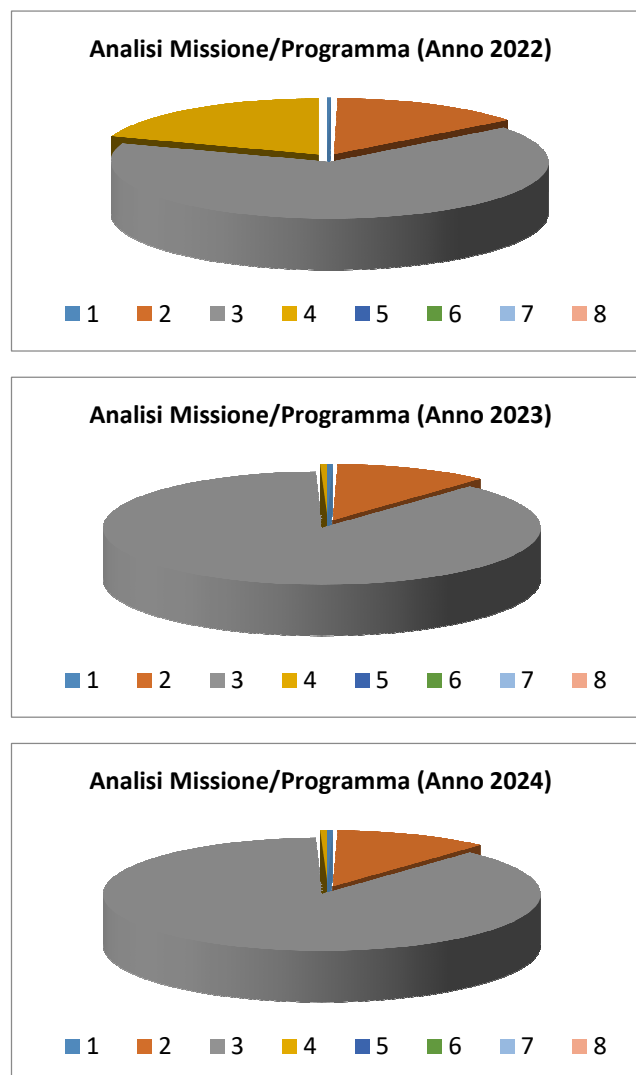 Analisi Missione/Programma (Anno 2022)
1 2 3 4 5 6 7 8
Analisi Missione/Programma (Anno 2023)
1 2 3 4 5 6 7 8
Analisi Missione/Programma (Anno 2024)
1 2 3 4 5 6 7 8